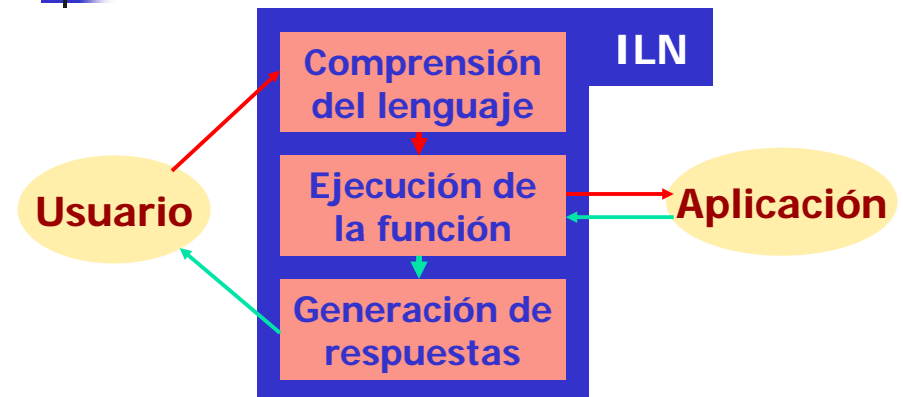 ILN
Comprensión
del lenguaje
Usuario
Ejecución de
la función
Aplicación
Generación de
respuestas